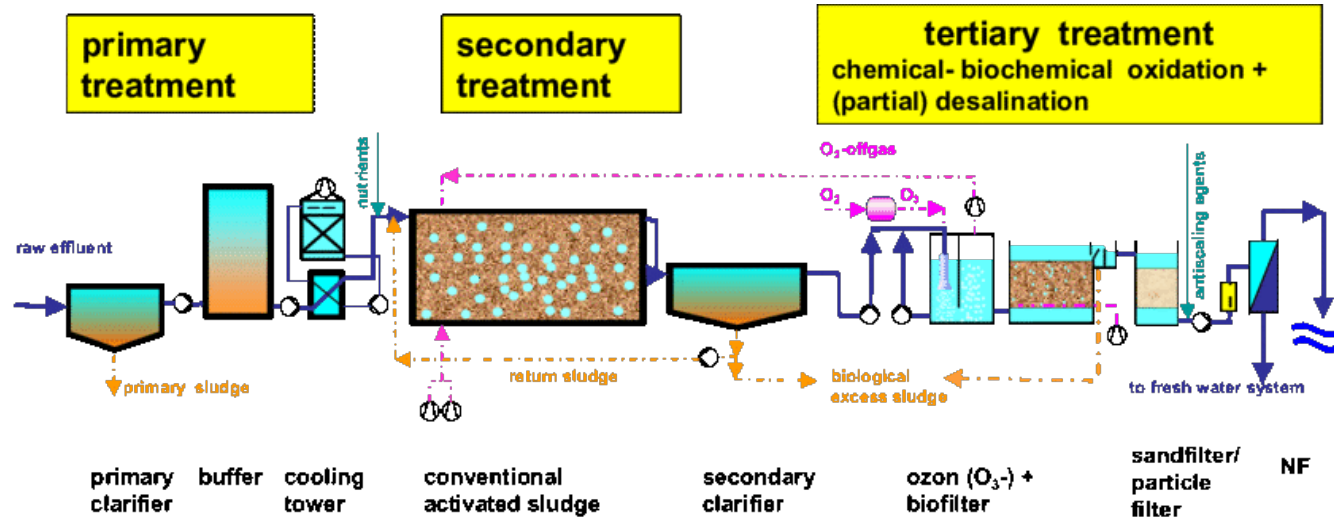 primary
treatment
secondary
treatment
tertiary treatment
chemical- biochemical oxidation +
(partial) desalination
O2-offgas
nutrients
O2
O3
antiscaling agents
raw effluent
primary sludge
return sludge
biological
excess sludge
to fresh water system
primary
clarifier
buffer
cooling
tower
conventional
activated sludge
secondary
clarifier
ozon (O3-) +
biofilter
sandfilter/
particle
filter
NF